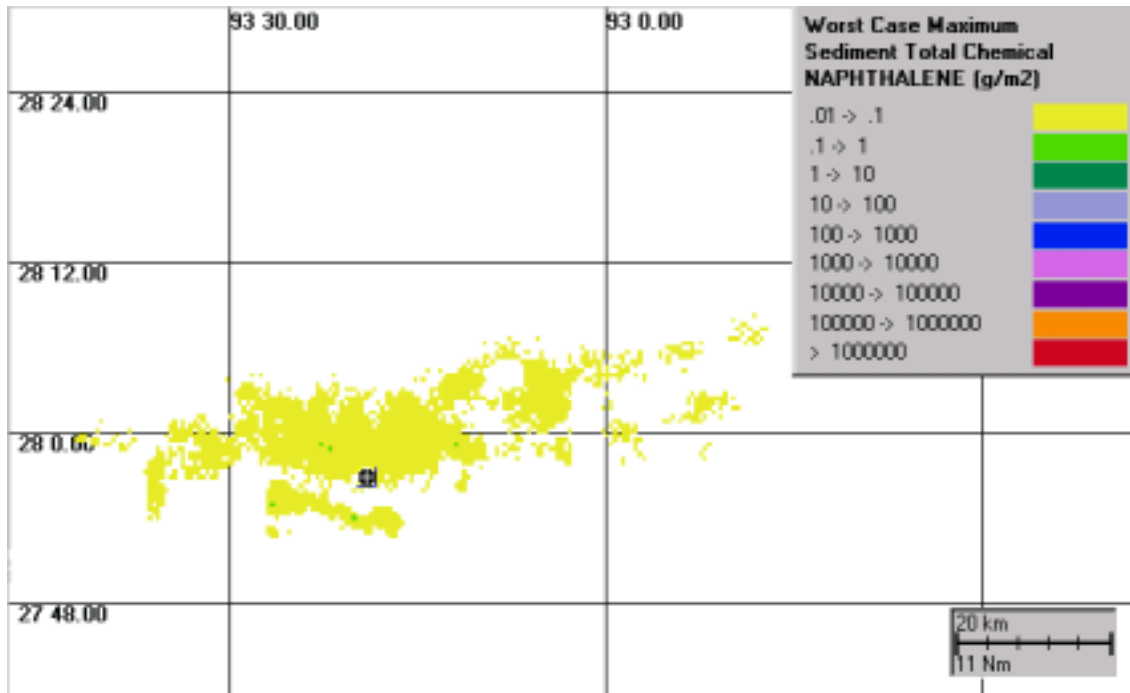 93 30.00
93 0.00
28 24.00
28 12.00
28 0.00
27 48.00
Worst Case Maximum
Sediment Total Chemical
NAPHTHALENE (g/m2)
.01 -> .1
.1 -> 1
1 -> 10
10 -> 100
100 -> 1000
1000 -> 10000
10000 -> 100000
100000 -> 1000000
> 1000000
20 km
11 Nm